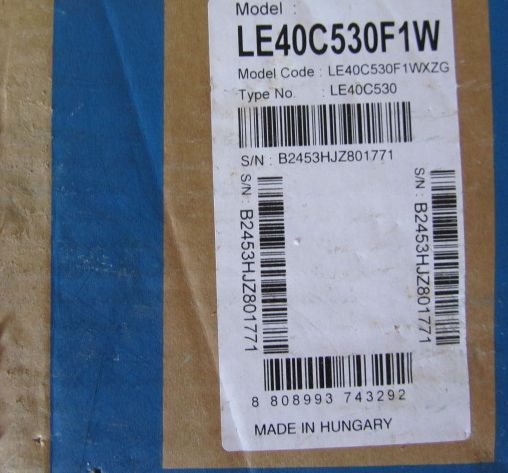 Model :
LE40C530F1W
Model Code : LE40C530F1WXZG
Type No. : LE40C530
S/N : B2453HJZ801771
S/N : B2453HJZ801771
S/N : B2453HJZ801771
8 808993 743292
MADE IN HUNGARY